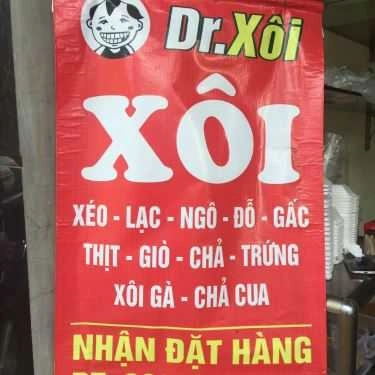 Dr.Xôi
XÔI
XÉO - LẠC - NGÔ - ĐỖ - GẤC
THỊT - GIÒ - CHẢ - TRỨNG
XÔI GÀ - CHẢ CUA
NHẬN ĐẶT HÀNG